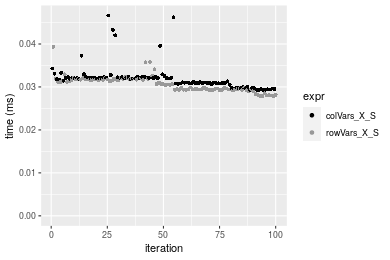 0.04
0.03
0.02
0.01
0.00
time (ms)
0
25
50
75
100
iteration
expr
colVars_X_S
rowVars_X_S